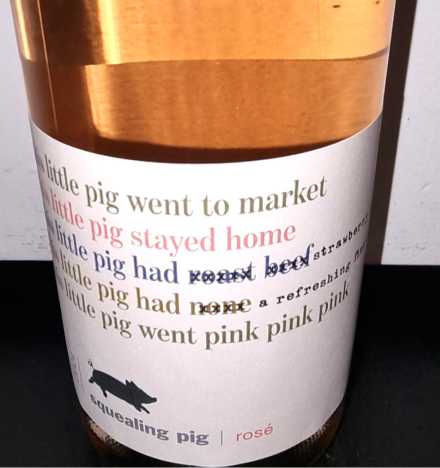 little pig went to market
little pig stayed home
little pig had roast beef strawberries
little pig had none a refreshing
little pig went pink pink pink
squealing pig | rosé